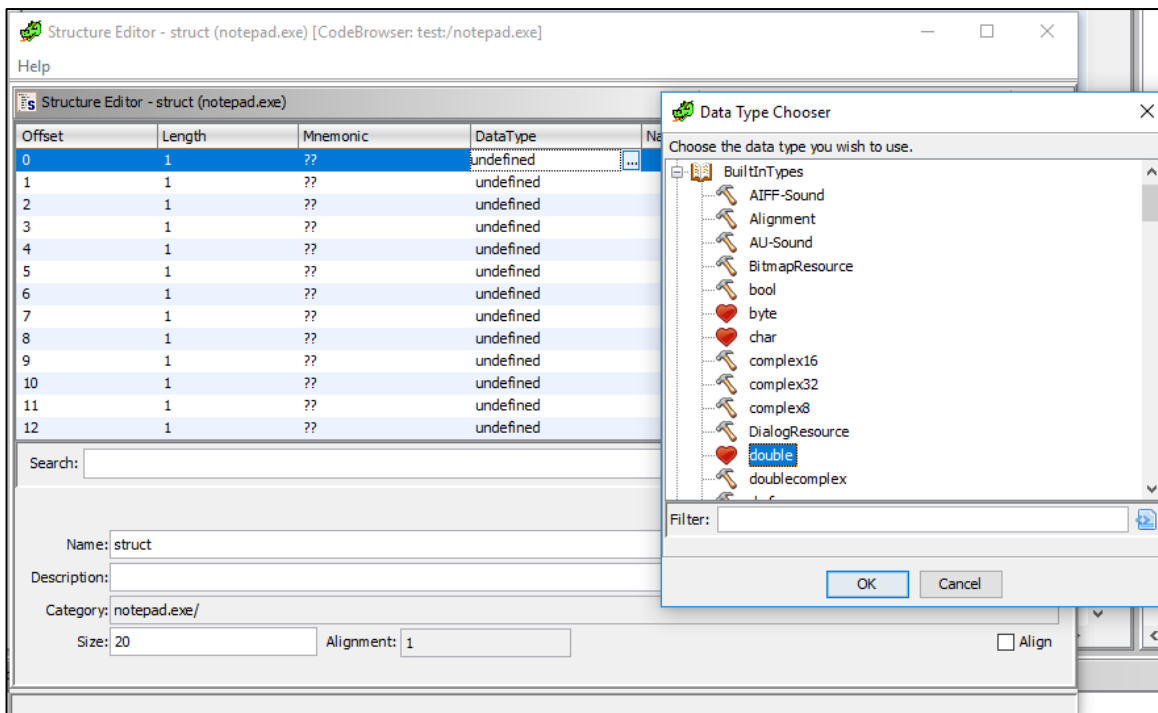 Structure Editor - struct (notepad.exe) [CodeBrowser: test:/notepad.exe]
Help
Structure Editor - struct (notepad.exe)
Offset Length Mnemonic DataType Na
0 1 ?? undefined ...
1 1 ?? undefined
2 1 ?? undefined
3 1 ?? undefined
4 1 ?? undefined
5 1 ?? undefined
6 1 ?? undefined
7 1 ?? undefined
8 1 ?? undefined
9 1 ?? undefined
10 1 ?? undefined
11 1 ?? undefined
12 1 ?? undefined
Search:
Name: struct
Description:
Category: notepad.exe/
Size: 20 Alignment: 1 Align
Data Type Chooser
Choose the data type you wish to use.
BuiltInTypes
AIFF-Sound
Alignment
AU-Sound
BitmapResource
bool
byte
char
complex16
complex32
complex8
DialogResource
double
doublecomplex
Filter:
OK Cancel